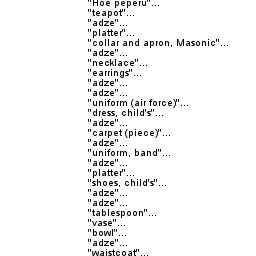 "Hoe peperu"...
"teapot"...
"adze"...
"platter"...
"collar and apron, Masonic"...
"adze"...
"necklace"...
"earrings"...
"adze"...
"adze"...
"uniform (air force)"...
"dress, child's"...
"adze"...
"carpet (piece)"...
"adze"...
"uniform, band"...
"adze"...
"platter"...
"shoes, child's"...
"adze"...
"adze"...
"tablespoon"...
"vase"...
"bowl"...
"adze"...
"waistcoat"...